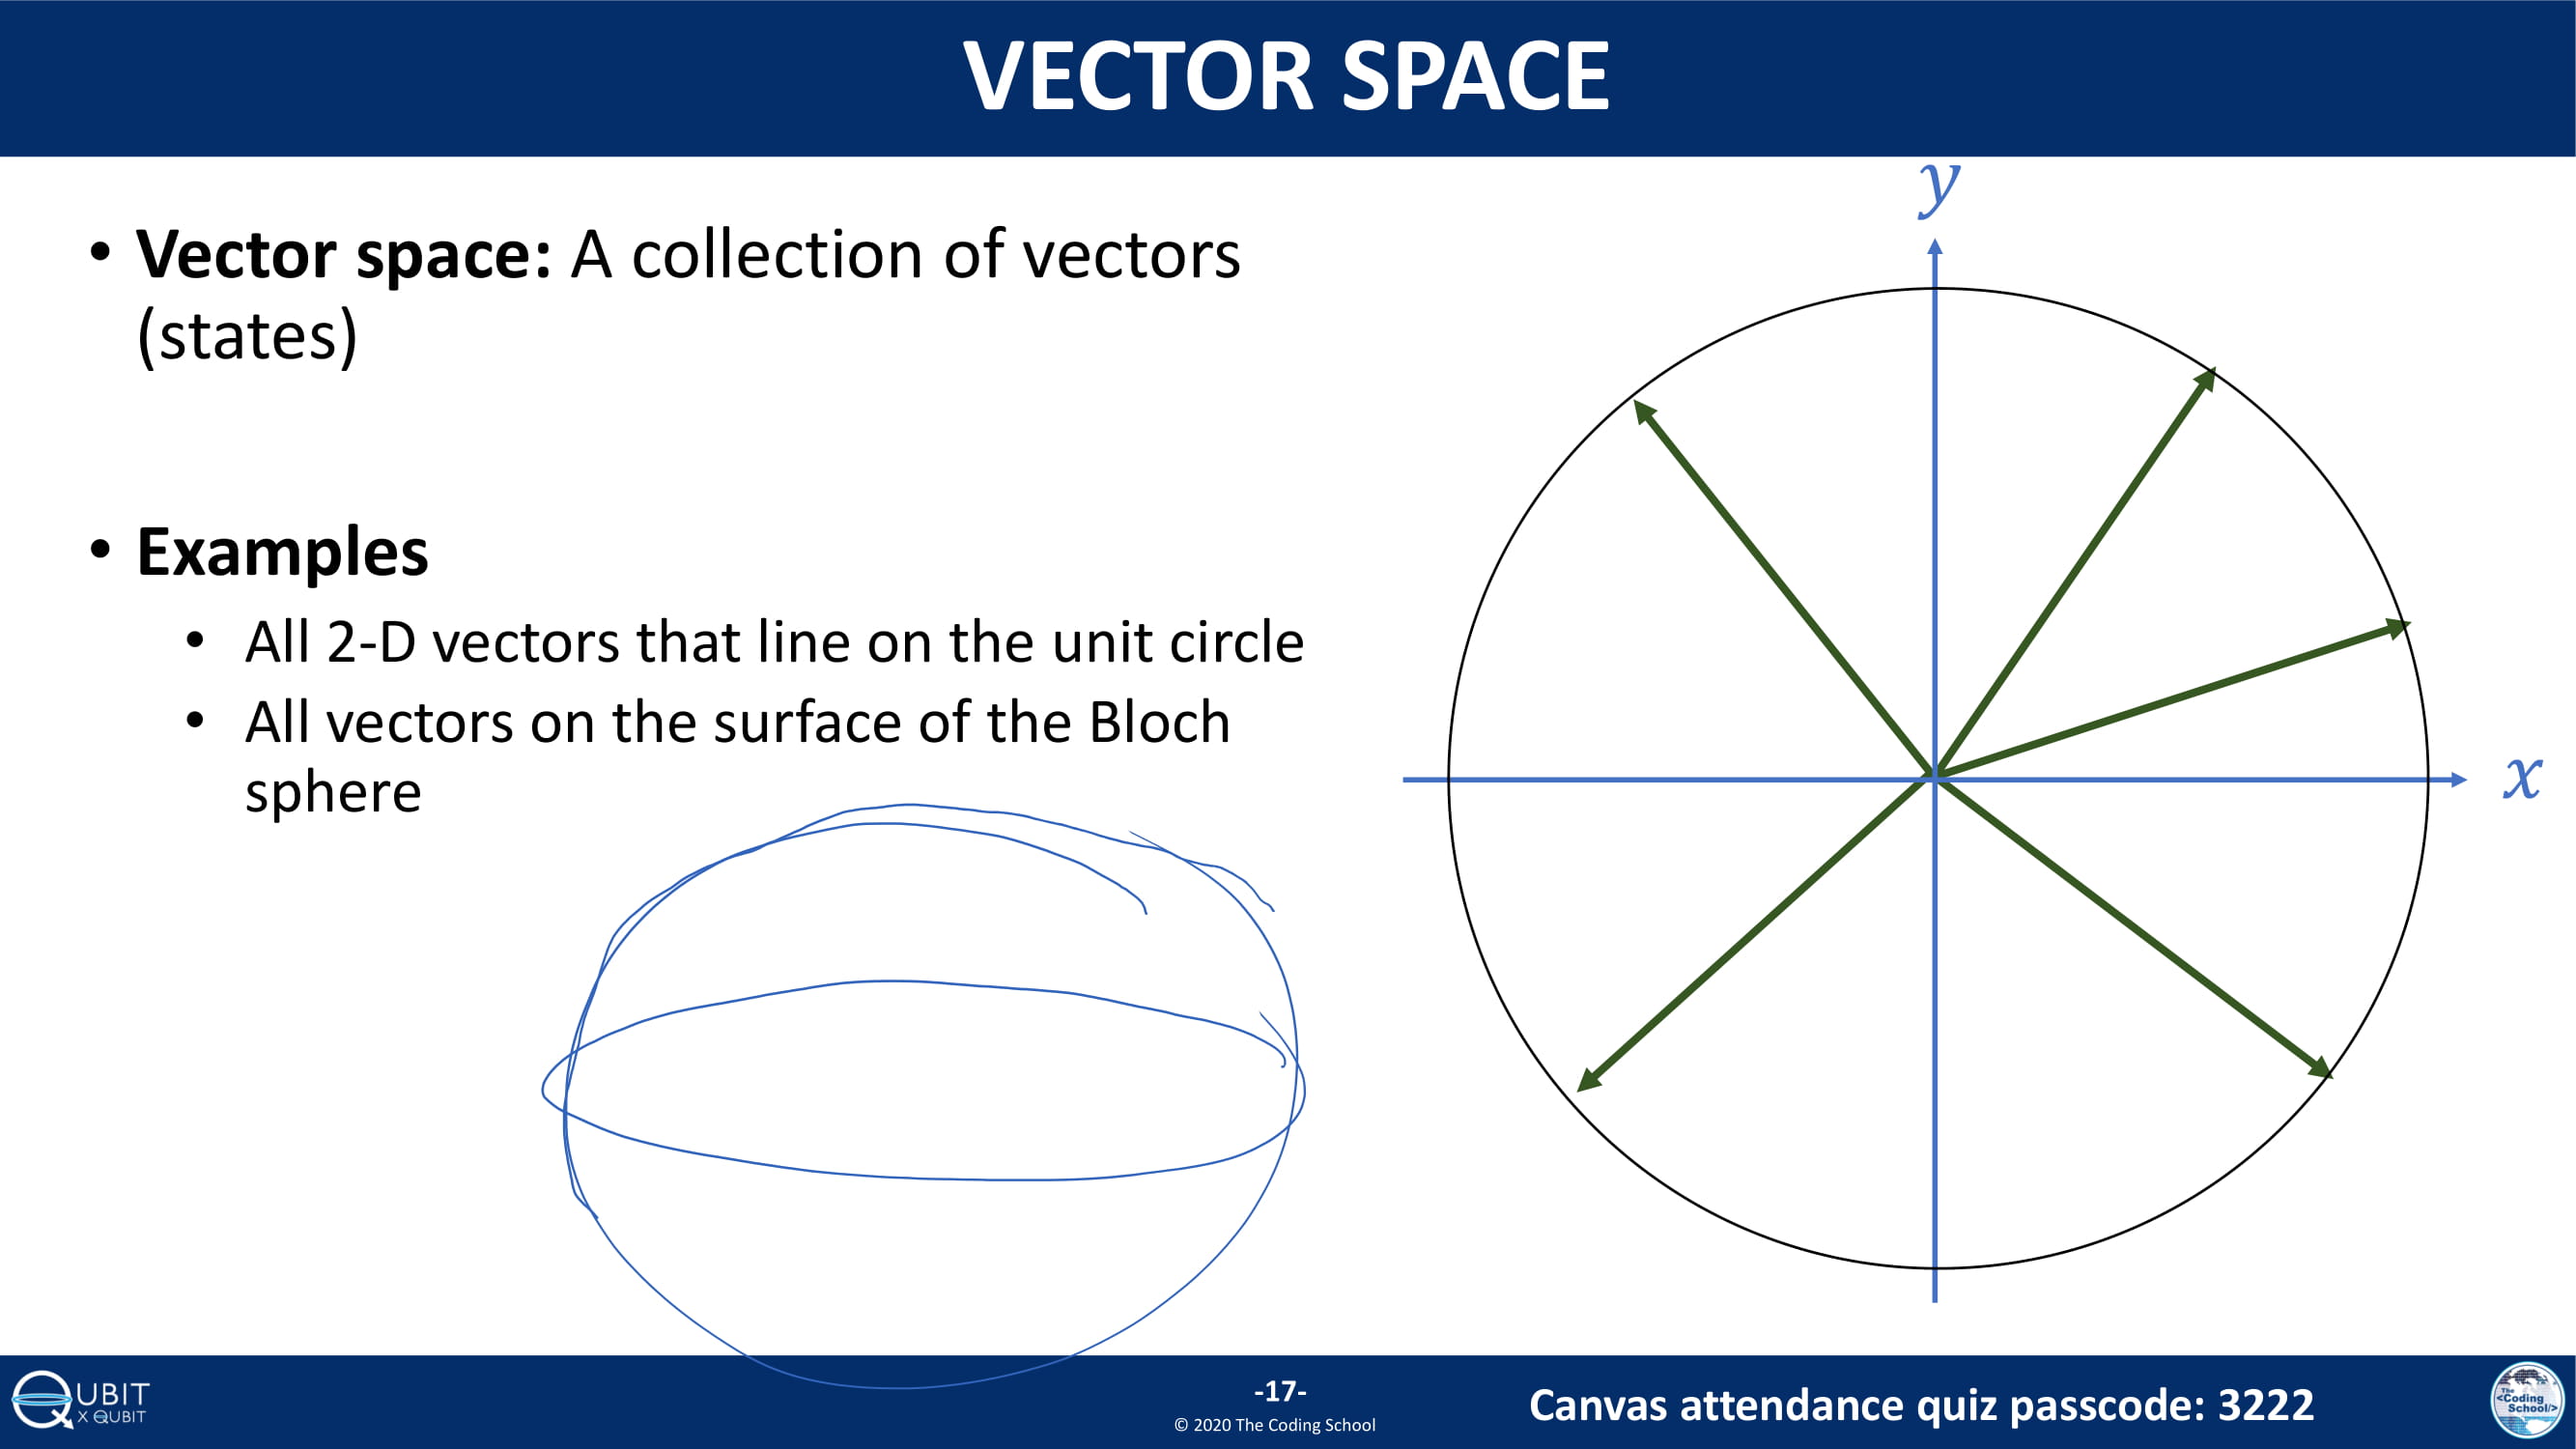 VECTOR SPACE
• Vector space: A collection of vectors
(states)
• Examples
• All 2-D vectors that line on the unit circle
• All vectors on the surface of the Bloch
sphere
y
x
QUBIT
X QUBIT
-17-
© 2020 The Coding School
Canvas attendance quiz passcode: 3222
The
<Coding
School/>